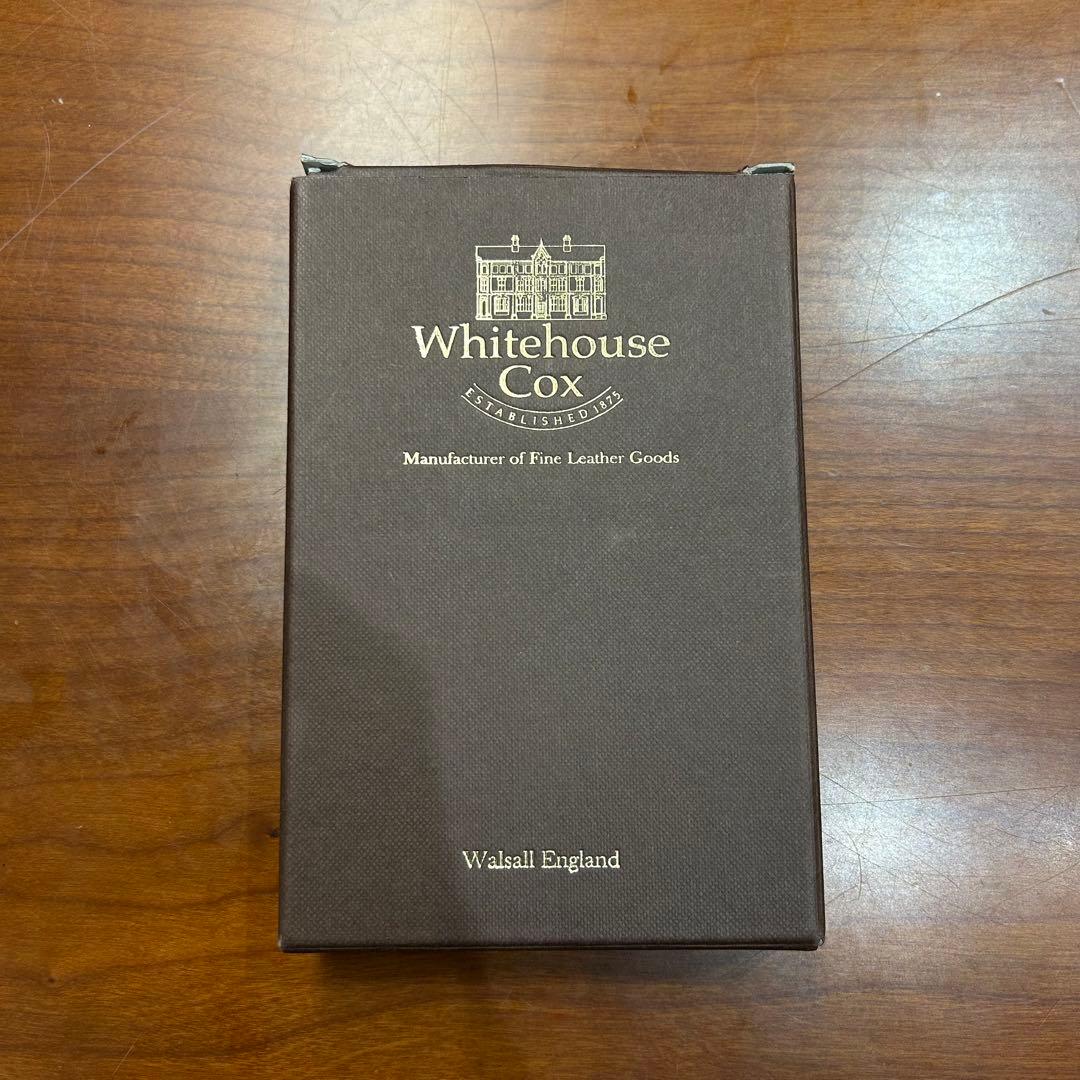 Whitehouse
Cox
ESTABLISHED 1875
Manufacturer of Fine Leather Goods
Walsall England